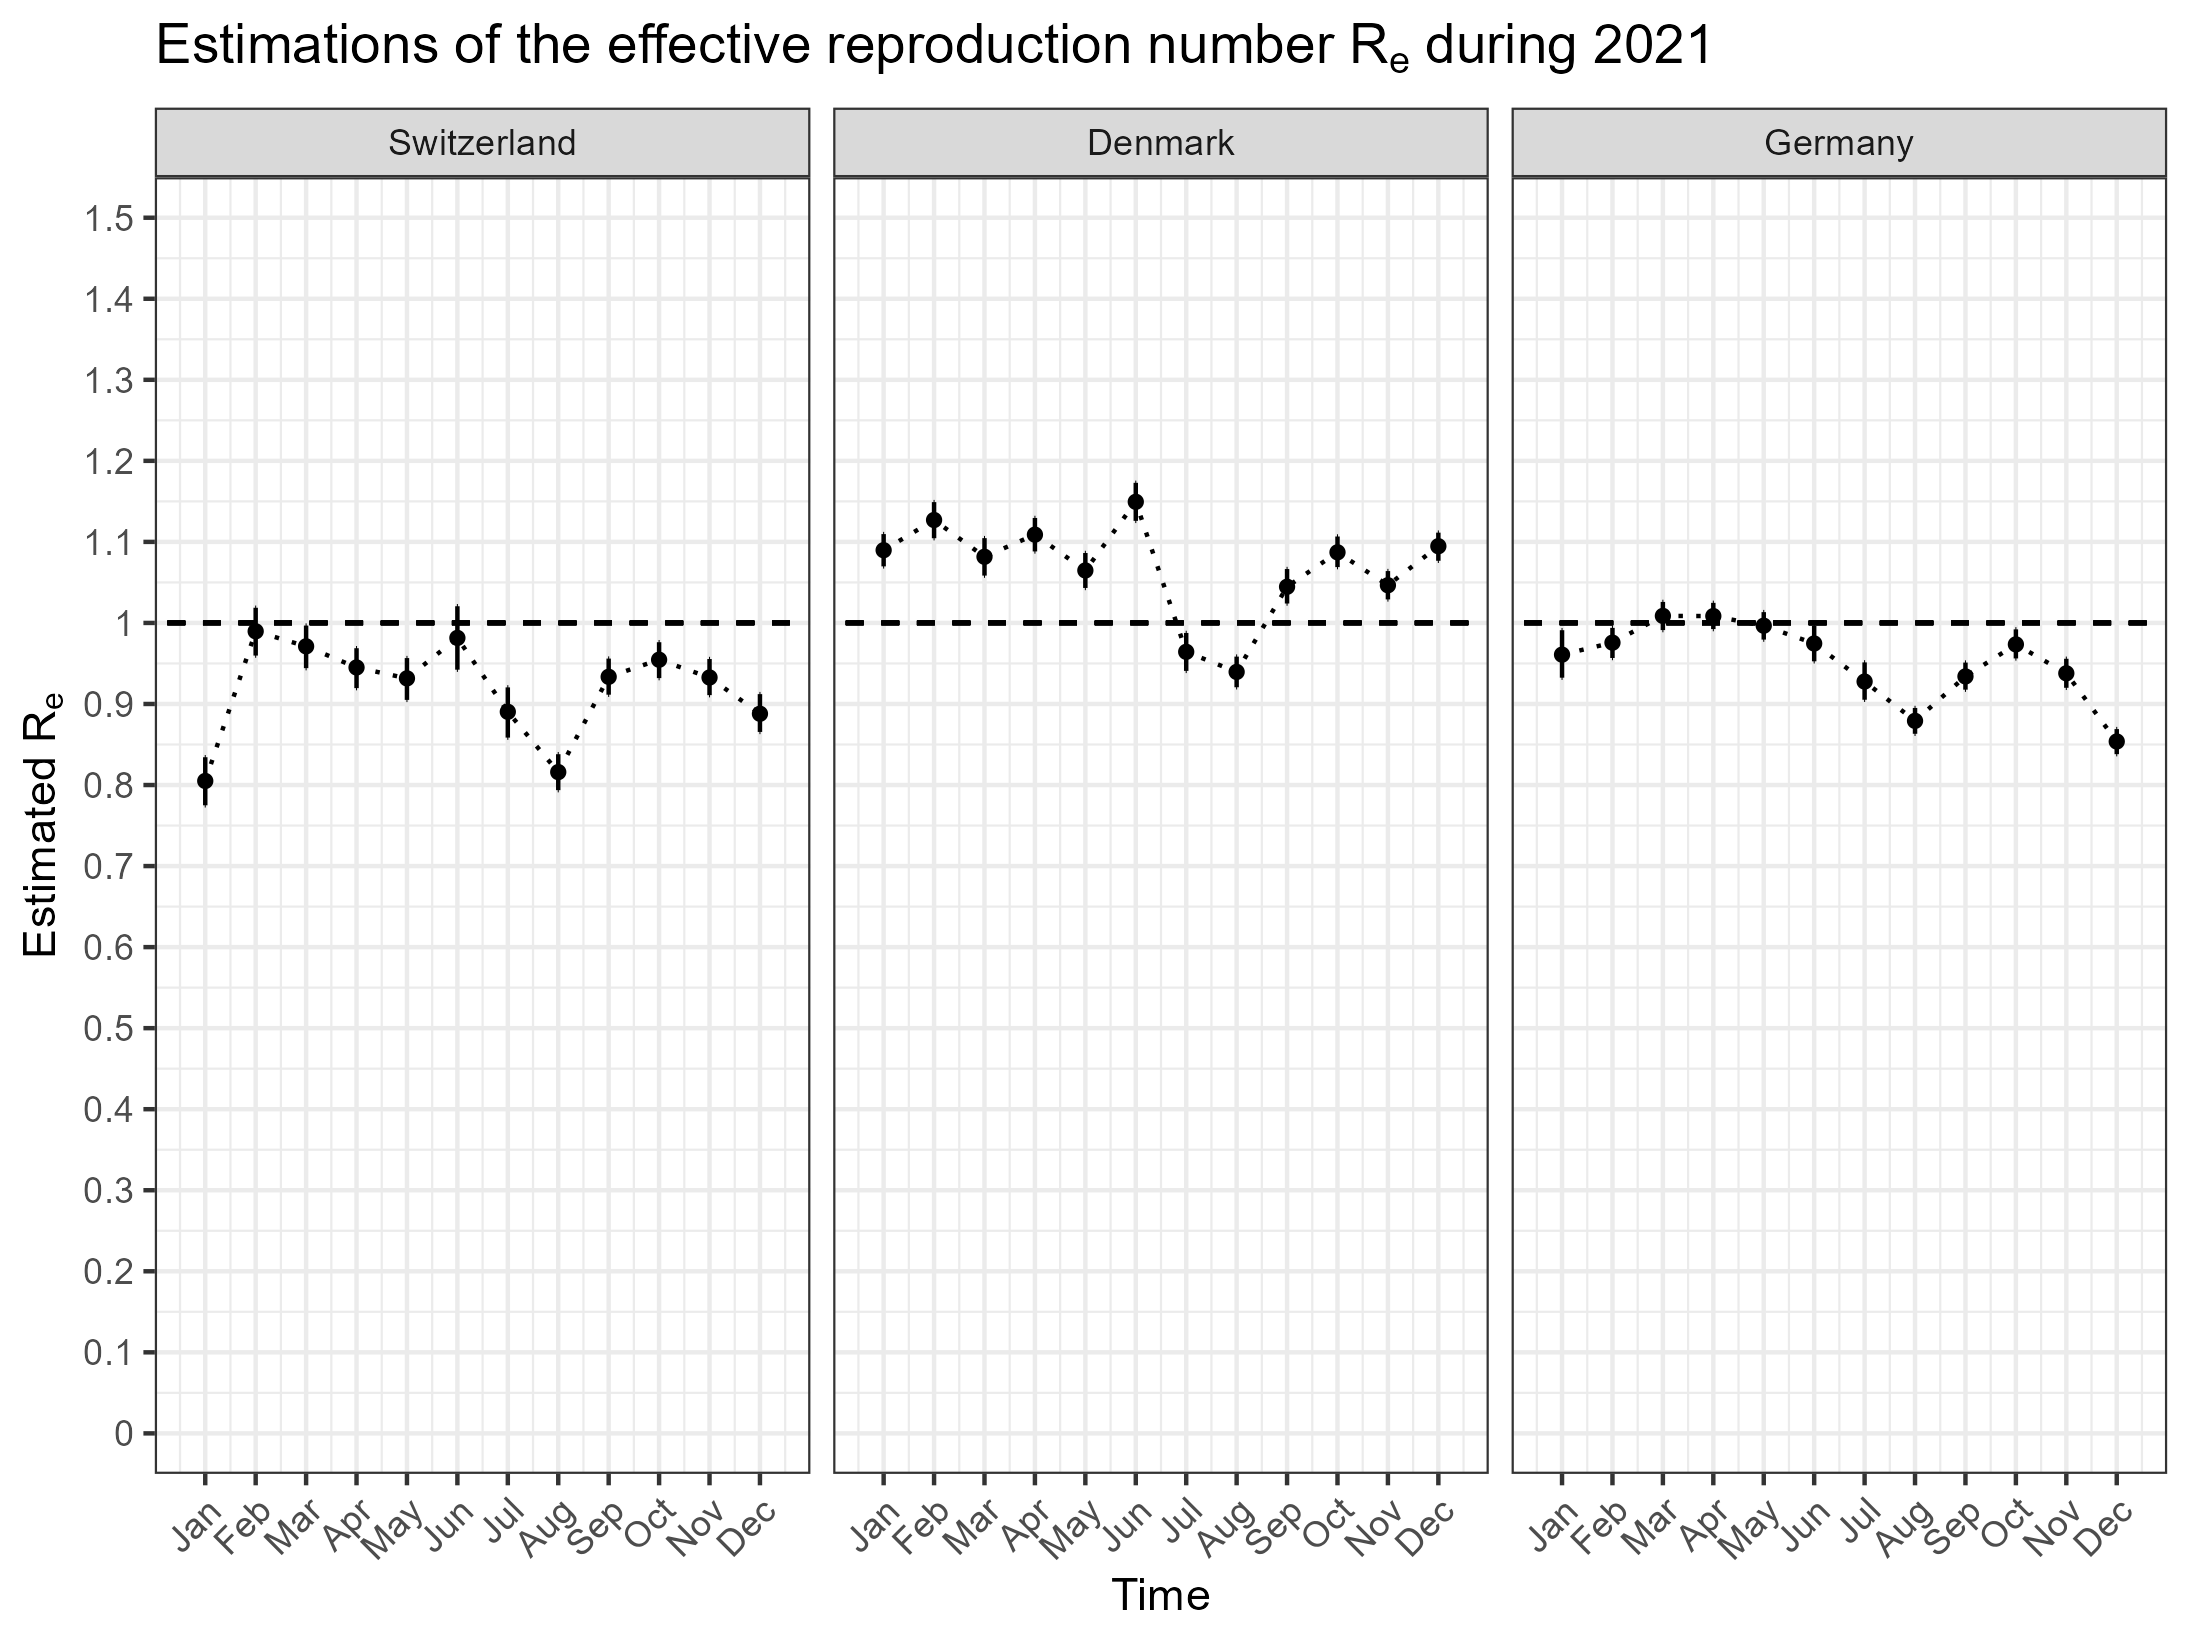 Estimations of the effective reproduction number Re during 2021
Switzerland Denmark Germany
1.5
1.4
1.3
1.2
1.1
1
0.9
0.8
0.7
0.6
0.5
0.4
0.3
0.2
0.1
0
Estimated Re
Jan Feb Mar Apr May Jun Jul Aug Sep Oct Nov Dec
Jan Feb Mar Apr May Jun Jul Aug Sep Oct Nov Dec
Jan Feb Mar Apr May Jun Jul Aug Sep Oct Nov Dec
Time